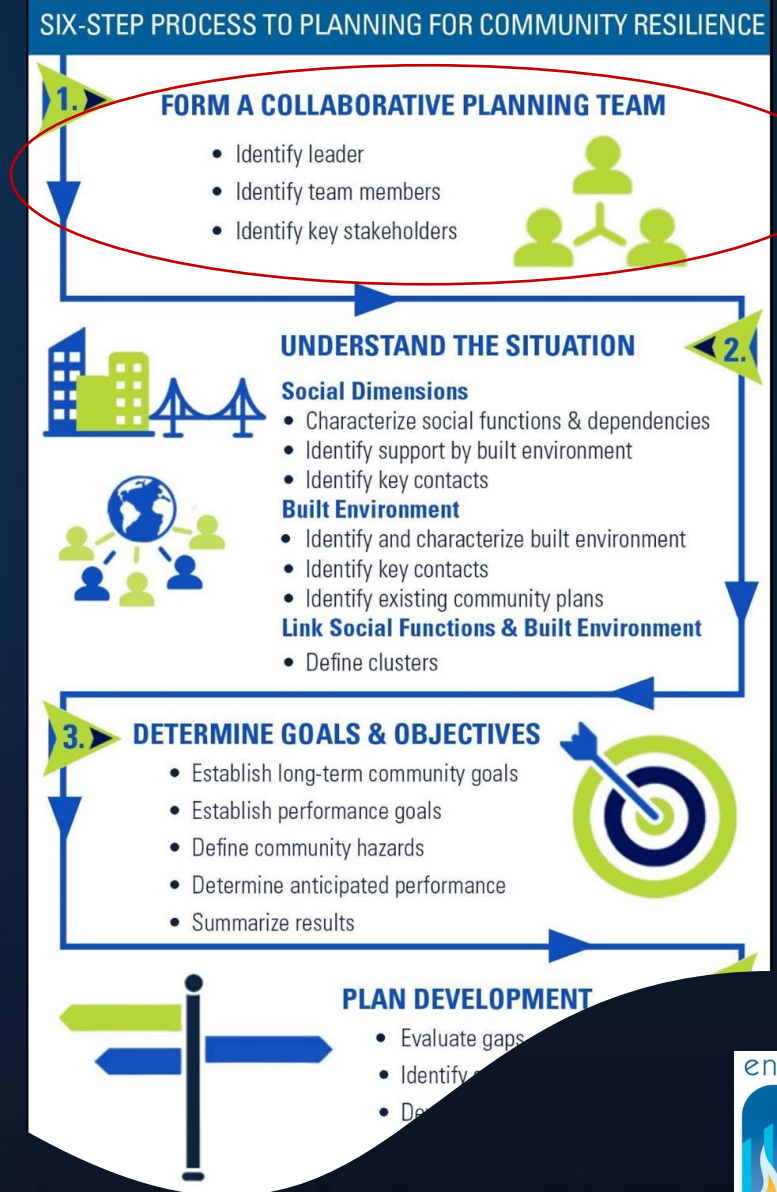 SIX-STEP PROCESS TO PLANNING FOR COMMUNITY RESILIENCE
1.
FORM A COLLABORATIVE PLANNING TEAM
• Identify leader
• Identify team members
• Identify key stakeholders
UNDERSTAND THE SITUATION
2.
Social Dimensions
• Characterize social functions & dependencies
• Identify support by built environment
• Identify key contacts
Built Environment
• Identify and characterize built environment
• Identify key contacts
• Identify existing community plans
Link Social Functions & Built Environment
• Define clusters
3.
DETERMINE GOALS & OBJECTIVES
• Establish long-term community goals
• Establish performance goals
• Define community hazards
• Determine anticipated performance
• Summarize results
PLAN DEVELOPMENT
• Evaluate gaps
• Identify